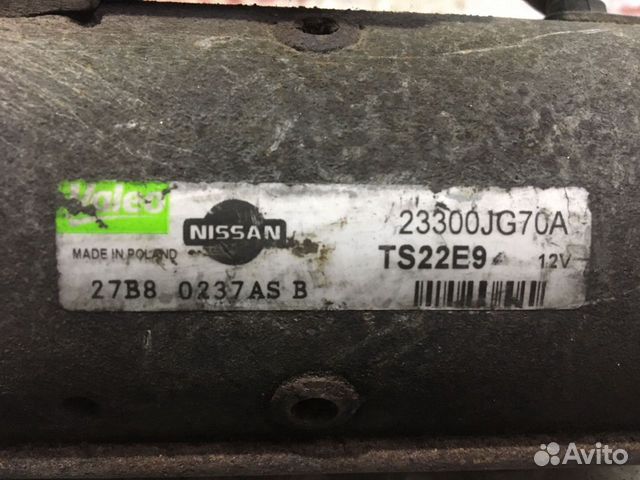 Valeo
NISSAN
23300JG70A
MADE IN POLAND
TS22E9
12V
27B8 0237AS B
Avito